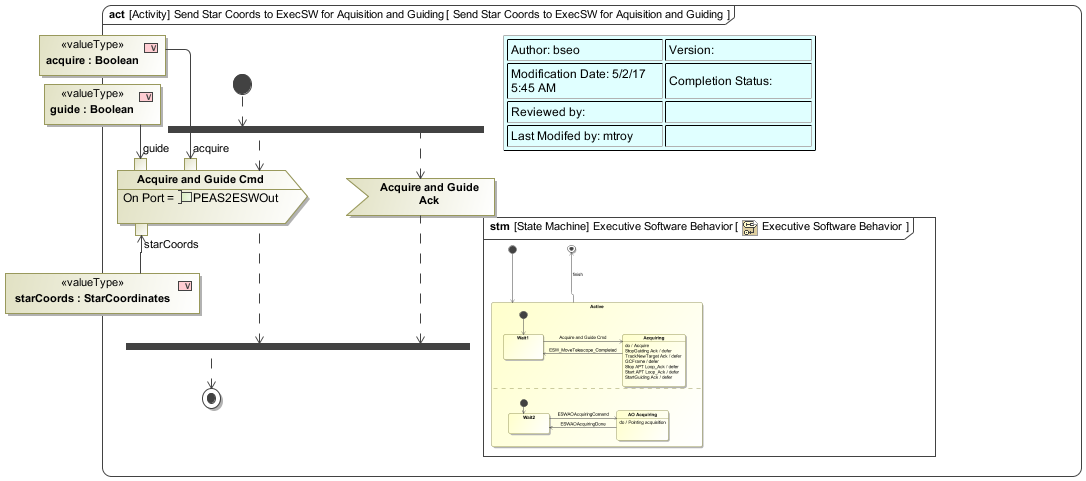 act [Activity] Send Star Coords to ExecSW for Aquisition and Guiding [ Send Star Coords to ExecSW for Aquisition and Guiding ]
«valueType»
V
acquire : Boolean
«valueType»
V
guide : Boolean
Author: bseo
Version:
Modification Date: 5/2/17
5:45 AM
Completion Status:
Reviewed by:
Last Modifed by: mtroy
guide
acquire
Acquire and Guide Cmd
On Port = PEAS2ESWOut
Acquire and Guide
Ack
starCoords
«valueType»
V
starCoords : StarCoordinates
stm [State Machine] Executive Software Behavior [ Executive Software Behavior ]
Active
Wait1
Acquire and Guide Cmd
ESW_MoveTelescope_Completed
Acquiring
do / Acquire
StopGuiding Ack / defer
TrackNewTarget Ack / defer
GCFrame / defer
Stop APT Loop_Ack / defer
Start APT Loop_Ack / defer
StartGuiding Ack / defer
Wait2
ESWAOAcquiringComand
ESWAOAcquiringDone
AO Acquiring
do / Pointing acquisition